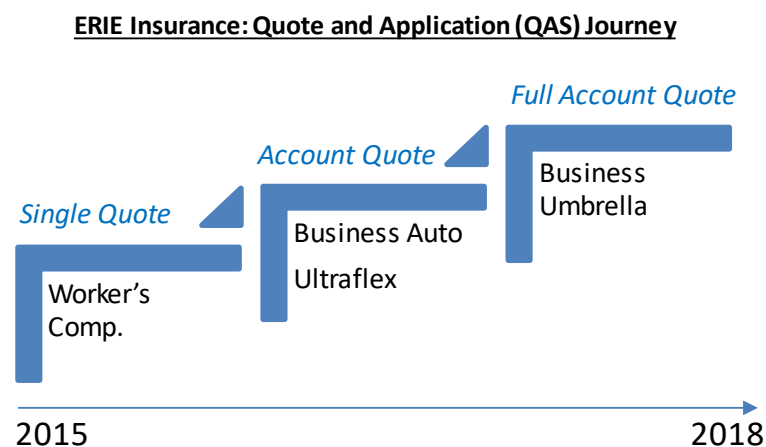 ERIE Insurance: Quote and Application (QAS) Journey
Full Account Quote
Account Quote
Single Quote
Business
Umbrella
Business Auto
Ultraflex
Worker's
Comp.
2015
2018